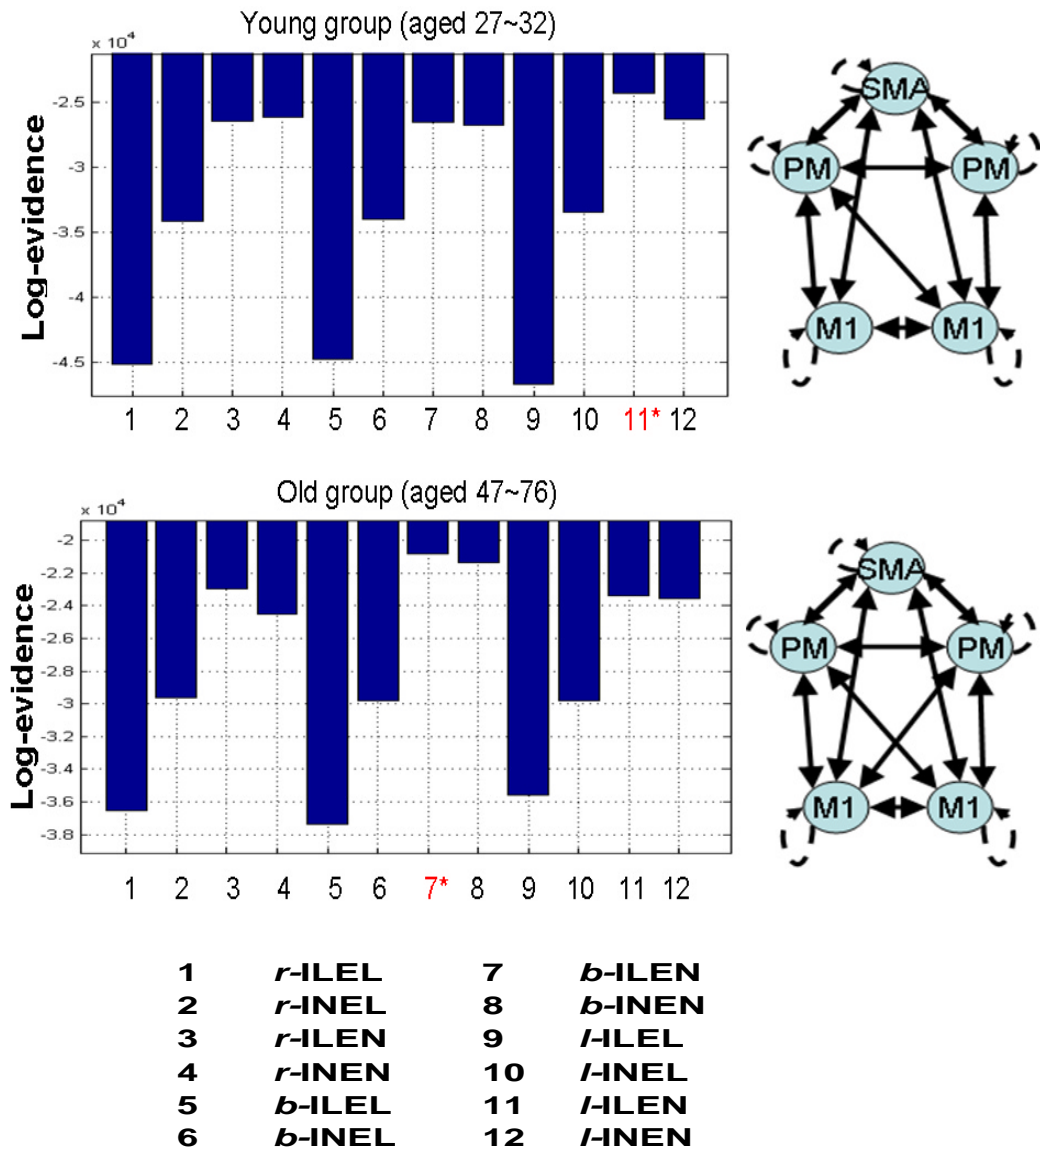 Young group (aged 27~32)
x 10⁴
Log-evidence
-2.5
-3
-3.5
-4
-4.5
1 2 3 4 5 6 7 8 9 10 11* 12
SMA
PM PM
M1 M1
Old group (aged 47~76)
x 10⁴
Log-evidence
-2
-2.2
-2.4
-2.6
-2.8
-3
-3.2
-3.4
-3.6
-3.8
1 2 3 4 5 6 7* 8 9 10 11 12
SMA
PM PM
M1 M1
1 r-ILEL 7 b-ILEN
2 r-INEL 8 b-INEN
3 r-ILEN 9 l-ILEL
4 r-INEN 10 l-INEL
5 b-ILEL 11 l-ILEN
6 b-INEL 12 l-INEN